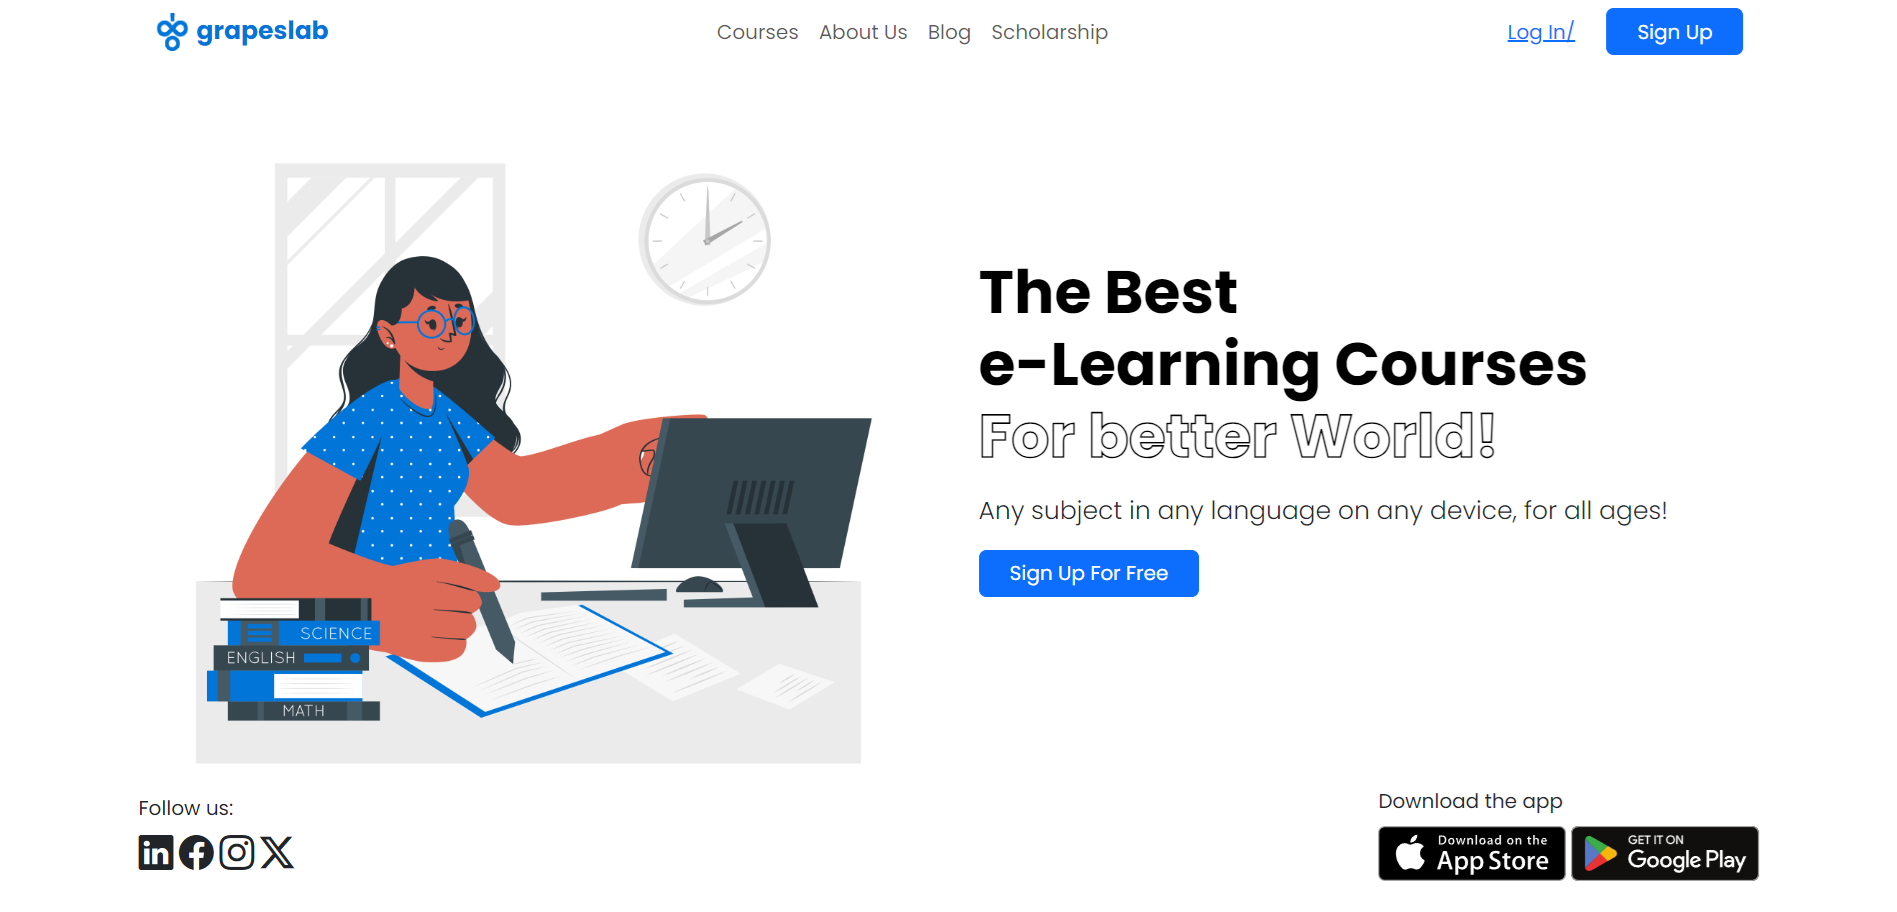 grapeslab
Courses About Us Blog Scholarship
Log In/ Sign Up
The Best
e-Learning Courses
For better World!
Any subject in any language on any device, for all ages!
Sign Up For Free
SCIENCE
ENGLISH
MATH
Follow us:
in
Download the app
Download on the
App Store
GET IT ON
Google Play